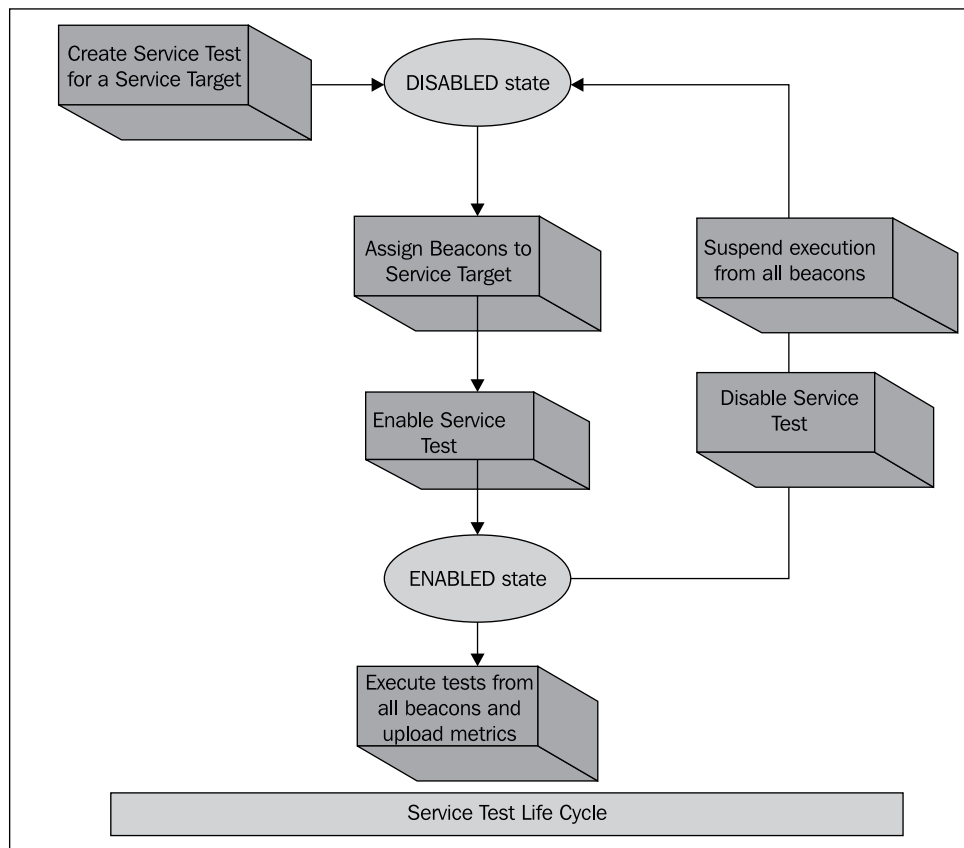 Create Service Test
for a Service Target
DISABLED state
Assign Beacons to
Service Target
Suspend execution
from all beacons
Enable Service
Test
Disable Service
Test
ENABLED state
Execute tests from
all beacons and
upload metrics
Service Test Life Cycle